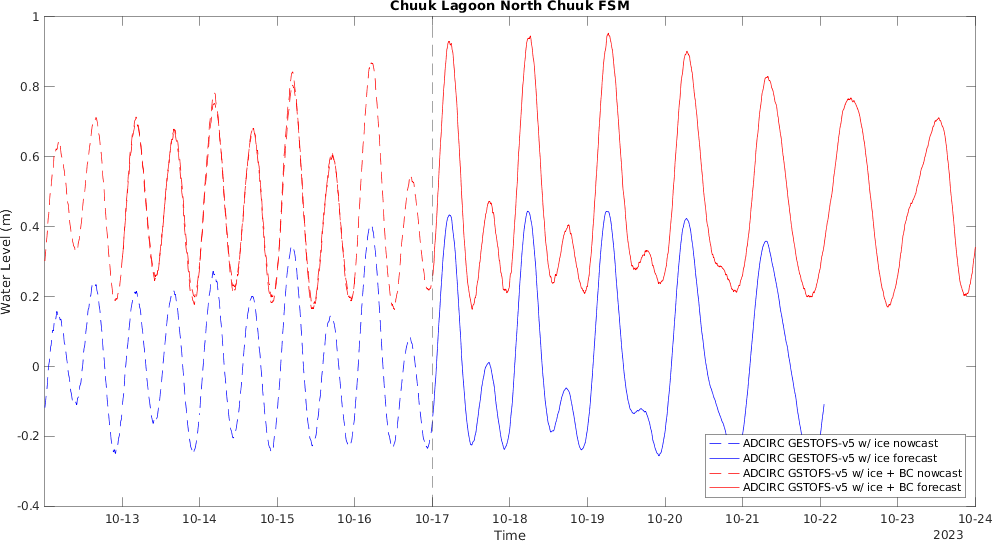 Chuuk Lagoon North Chuuk FSM
1
0.8
0.6
0.4
0.2
0
-0.2
-0.4
Water Level (m)
10-13 10-14 10-15 10-16 10-17 10-18 10-19 10-20 10-21 10-22 10-23 10-24
Time
2023
ADCIRC GESTOFS-v5 w/ ice nowcast
ADCIRC GESTOFS-v5 w/ ice forecast
ADCIRC GSTOFS-v5 w/ ice + BC nowcast
ADCIRC GSTOFS-v5 w/ ice + BC forecast